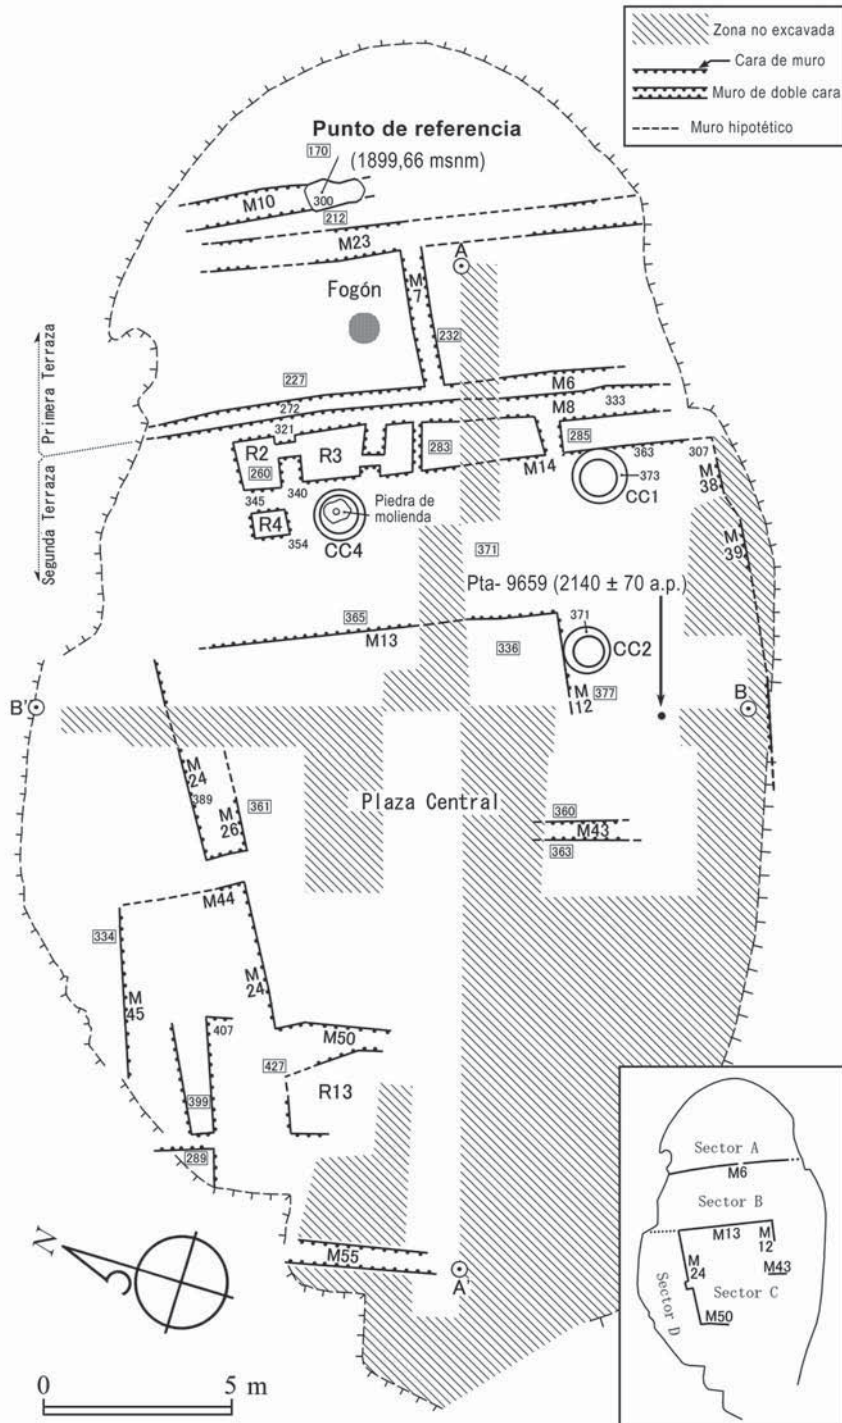 Zona no excavada
Cara de muro
Muro de doble cara
Muro hipotético
Punto de referencia
170
(1899,66 msnm)
M10
300
212
M23
A
M
7
Fogón
232
227
M6
272
M8
333
321
Primera Terraza
Segunda Terraza
R2
R3
283
285
363
307
260
M14
373
M
38
345
340
CC1
Piedra de
molienda
R4
354
CC4
M
39
371
Pta- 9659 (2140 ± 70 a.p.)
365
M13
371
336
CC2
M
12
377
B'
B
M
24
389
M
26
361
Plaza Central
360
M43
363
M44
334
M
24
M
45
407
M50
427
R13
399
289
N
M55
A'
0 5 m
Sector A
M6
Sector B
M13
M
12
M
24
M43
Sector C
Sector D
M50